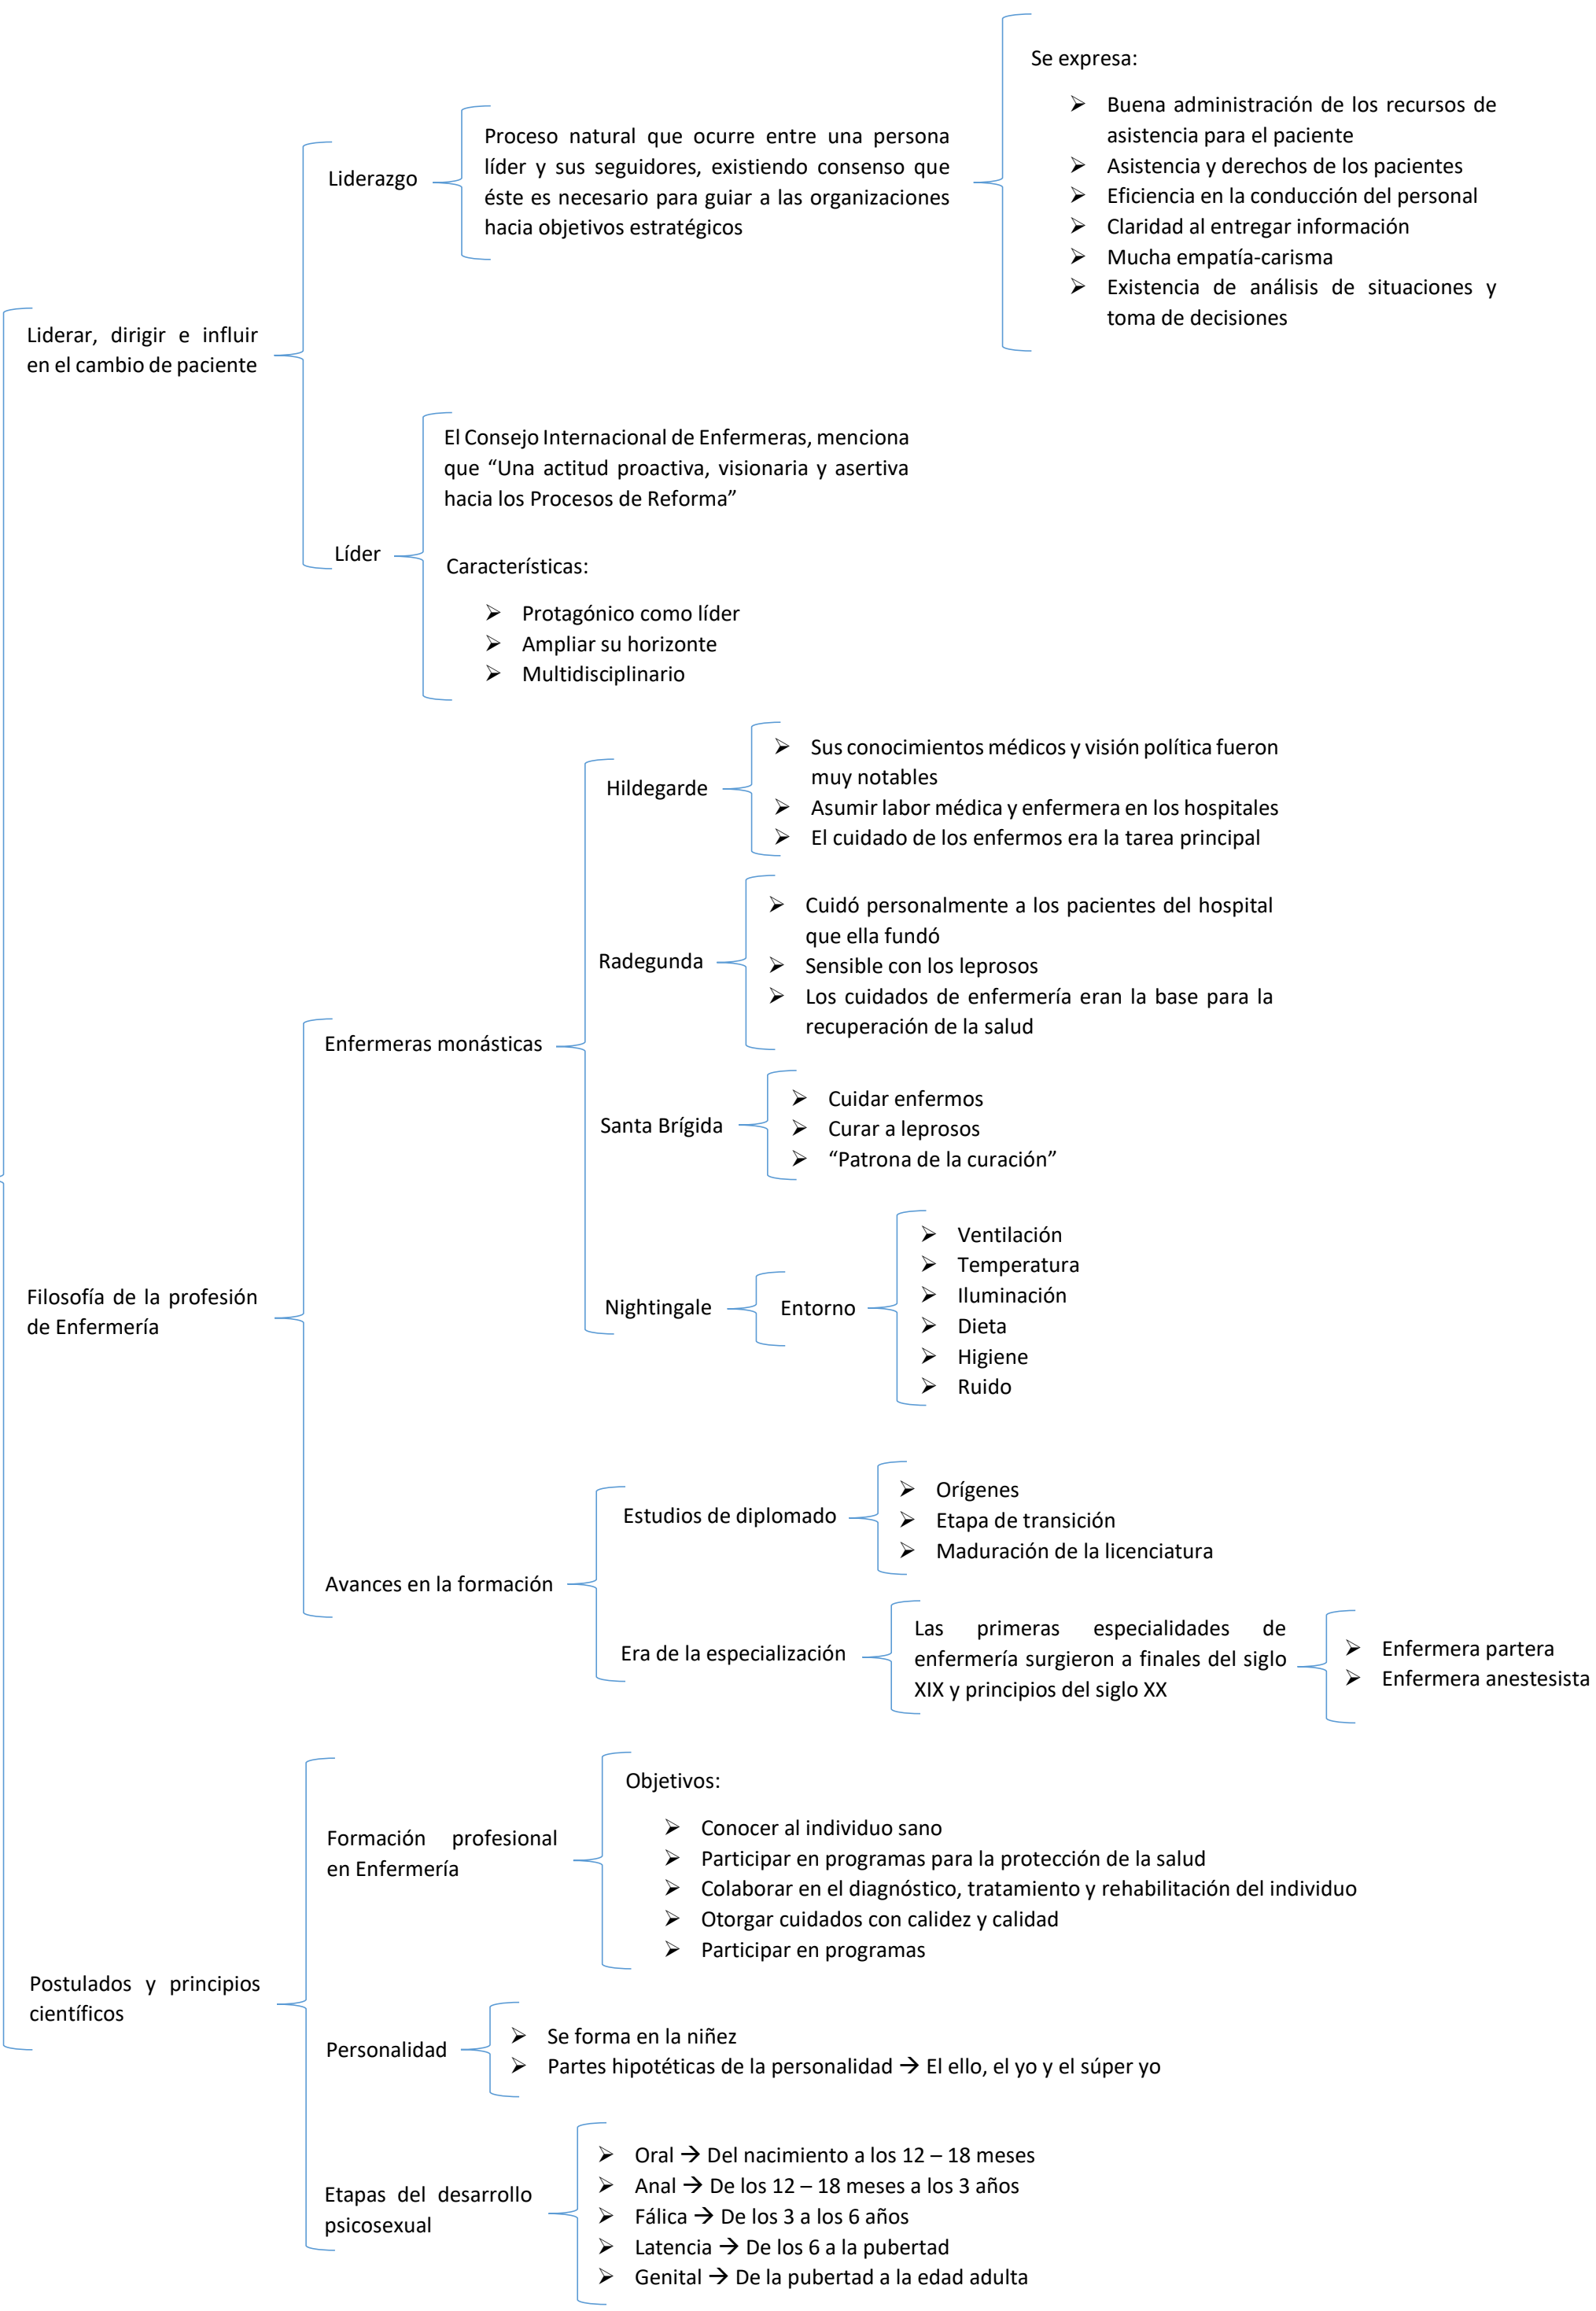 Liderar, dirigir e influir
en el cambio de paciente
Liderazgo
Proceso natural que ocurre entre una persona
líder y sus seguidores, existiendo consenso que
éste es necesario para guiar a las organizaciones
hacia objetivos estratégicos
Se expresa:
➢ Buena administración de los recursos de
asistencia para el paciente
➢ Asistencia y derechos de los pacientes
➢ Eficiencia en la conducción del personal
➢ Claridad al entregar información
➢ Mucha empatía-carisma
➢ Existencia de análisis de situaciones y
toma de decisiones
Líder
El Consejo Internacional de Enfermeras, menciona
que “Una actitud proactiva, visionaria y asertiva
hacia los Procesos de Reforma”
Características:
➢ Protagónico como líder
➢ Ampliar su horizonte
➢ Multidisciplinario
Filosofía de la profesión
de Enfermería
Enfermeras monásticas
Hildegarde
➢ Sus conocimientos médicos y visión política fueron
muy notables
➢ Asumir labor médica y enfermera en los hospitales
➢ El cuidado de los enfermos era la tarea principal
Radegunda
➢ Cuidó personalmente a los pacientes del hospital
que ella fundó
➢ Sensible con los leprosos
➢ Los cuidados de enfermería eran la base para la
recuperación de la salud
Santa Brígida
➢ Cuidar enfermos
➢ Curar a leprosos
➢ “Patrona de la curación”
Nightingale
Entorno
➢ Ventilación
➢ Temperatura
➢ Iluminación
➢ Dieta
➢ Higiene
➢ Ruido
Avances en la formación
Estudios de diplomado
➢ Orígenes
➢ Etapa de transición
➢ Maduración de la licenciatura
Era de la especialización
Las primeras especialidades de
enfermería surgieron a finales del siglo
XIX y principios del siglo XX
➢ Enfermera partera
➢ Enfermera anestesista
Postulados y principios
científicos
Formación profesional
en Enfermería
Objetivos:
➢ Conocer al individuo sano
➢ Participar en programas para la protección de la salud
➢ Colaborar en el diagnóstico, tratamiento y rehabilitación del individuo
➢ Otorgar cuidados con calidez y calidad
➢ Participar en programas
Personalidad
➢ Se forma en la niñez
➢ Partes hipotéticas de la personalidad → El ello, el yo y el súper yo
Etapas del desarrollo
psicosexual
➢ Oral → Del nacimiento a los 12 – 18 meses
➢ Anal → De los 12 – 18 meses a los 3 años
➢ Fálica → De los 3 a los 6 años
➢ Latencia → De los 6 a la pubertad
➢ Genital → De la pubertad a la edad adulta